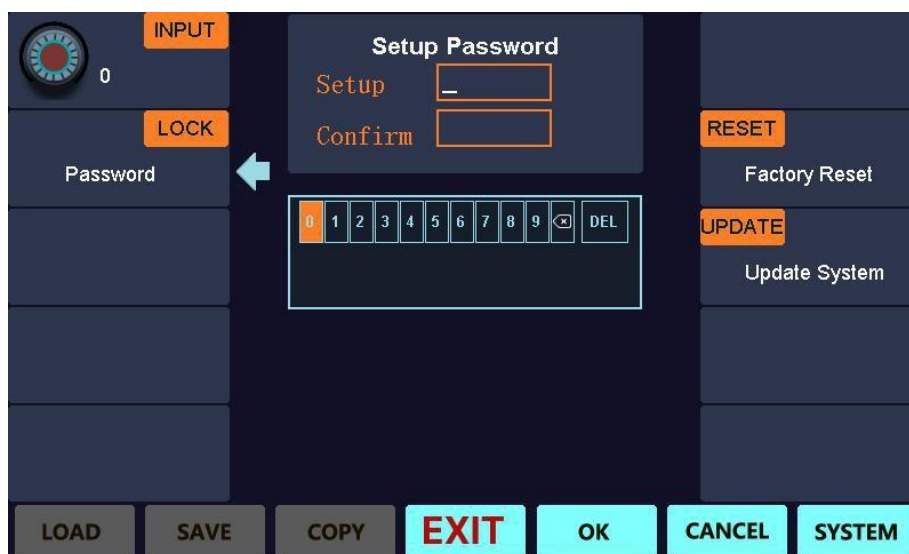 INPUT
0
LOCK
Password
Setup Password
Setup
Confirm
0 1 2 3 4 5 6 7 8 9 DEL
RESET
Factory Reset
UPDATE
Update System
LOAD SAVE COPY EXIT OK CANCEL SYSTEM